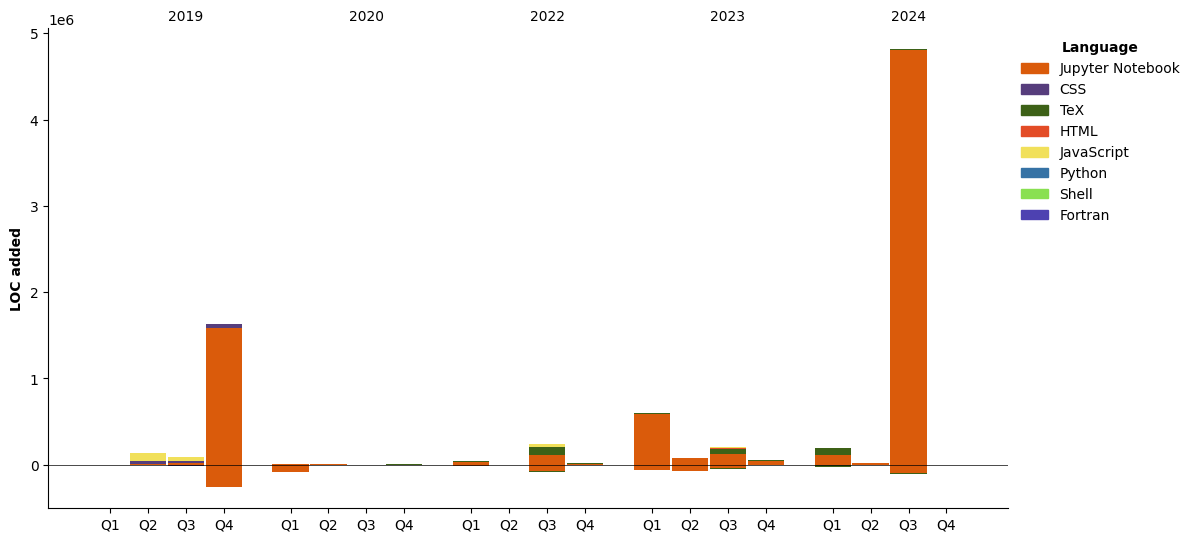 1e6
2019 2020 2022 2023 2024
5
4
3
2
1
0
LOC added
Q1 Q2 Q3 Q4 Q1 Q2 Q3 Q4 Q1 Q2 Q3 Q4 Q1 Q2 Q3 Q4 Q1 Q2 Q3 Q4
Language
Jupyter Notebook
CSS
TeX
HTML
JavaScript
Python
Shell
Fortran